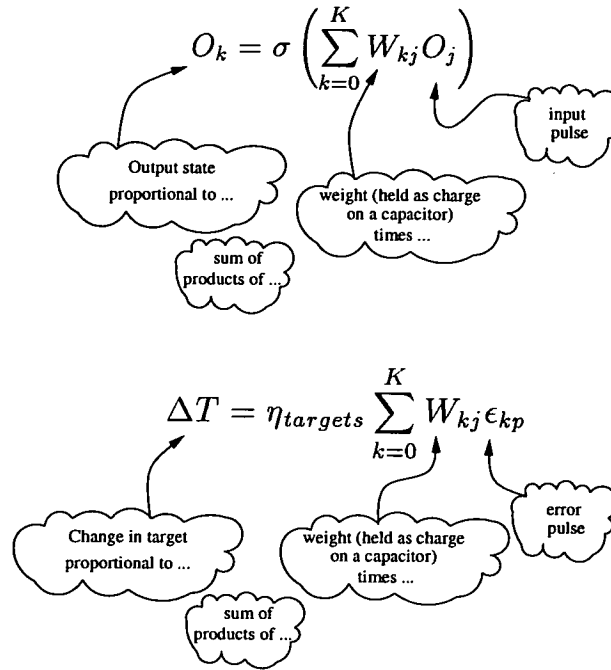 O_k = σ ( ∑_{k=0}^{K} W_{kj} O_j )
input
pulse
Output state
proportional to ...
weight (held as charge
on a capacitor)
times ...
sum of
products of ...
ΔT = η_{targets} ∑_{k=0}^{K} W_{kj} ϵ_{kp}
error
pulse
Change in target
proportional to ...
weight (held as charge
on a capacitor)
times ...
sum of
products of ...